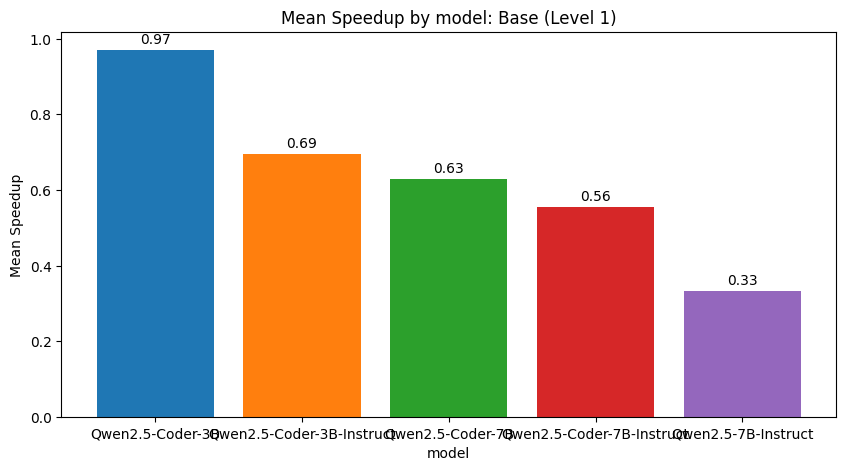 Mean Speedup by model: Base (Level 1)
Mean Speedup
1.0
0.8
0.6
0.4
0.2
0.0
0.97
0.69
0.63
0.56
0.33
Qwen2.5-Coder-3B
Qwen2.5-Coder-3B-Instruct
Qwen2.5-Coder-7B
Qwen2.5-Coder-7B-Instruct
Qwen2.5-7B-Instruct
model